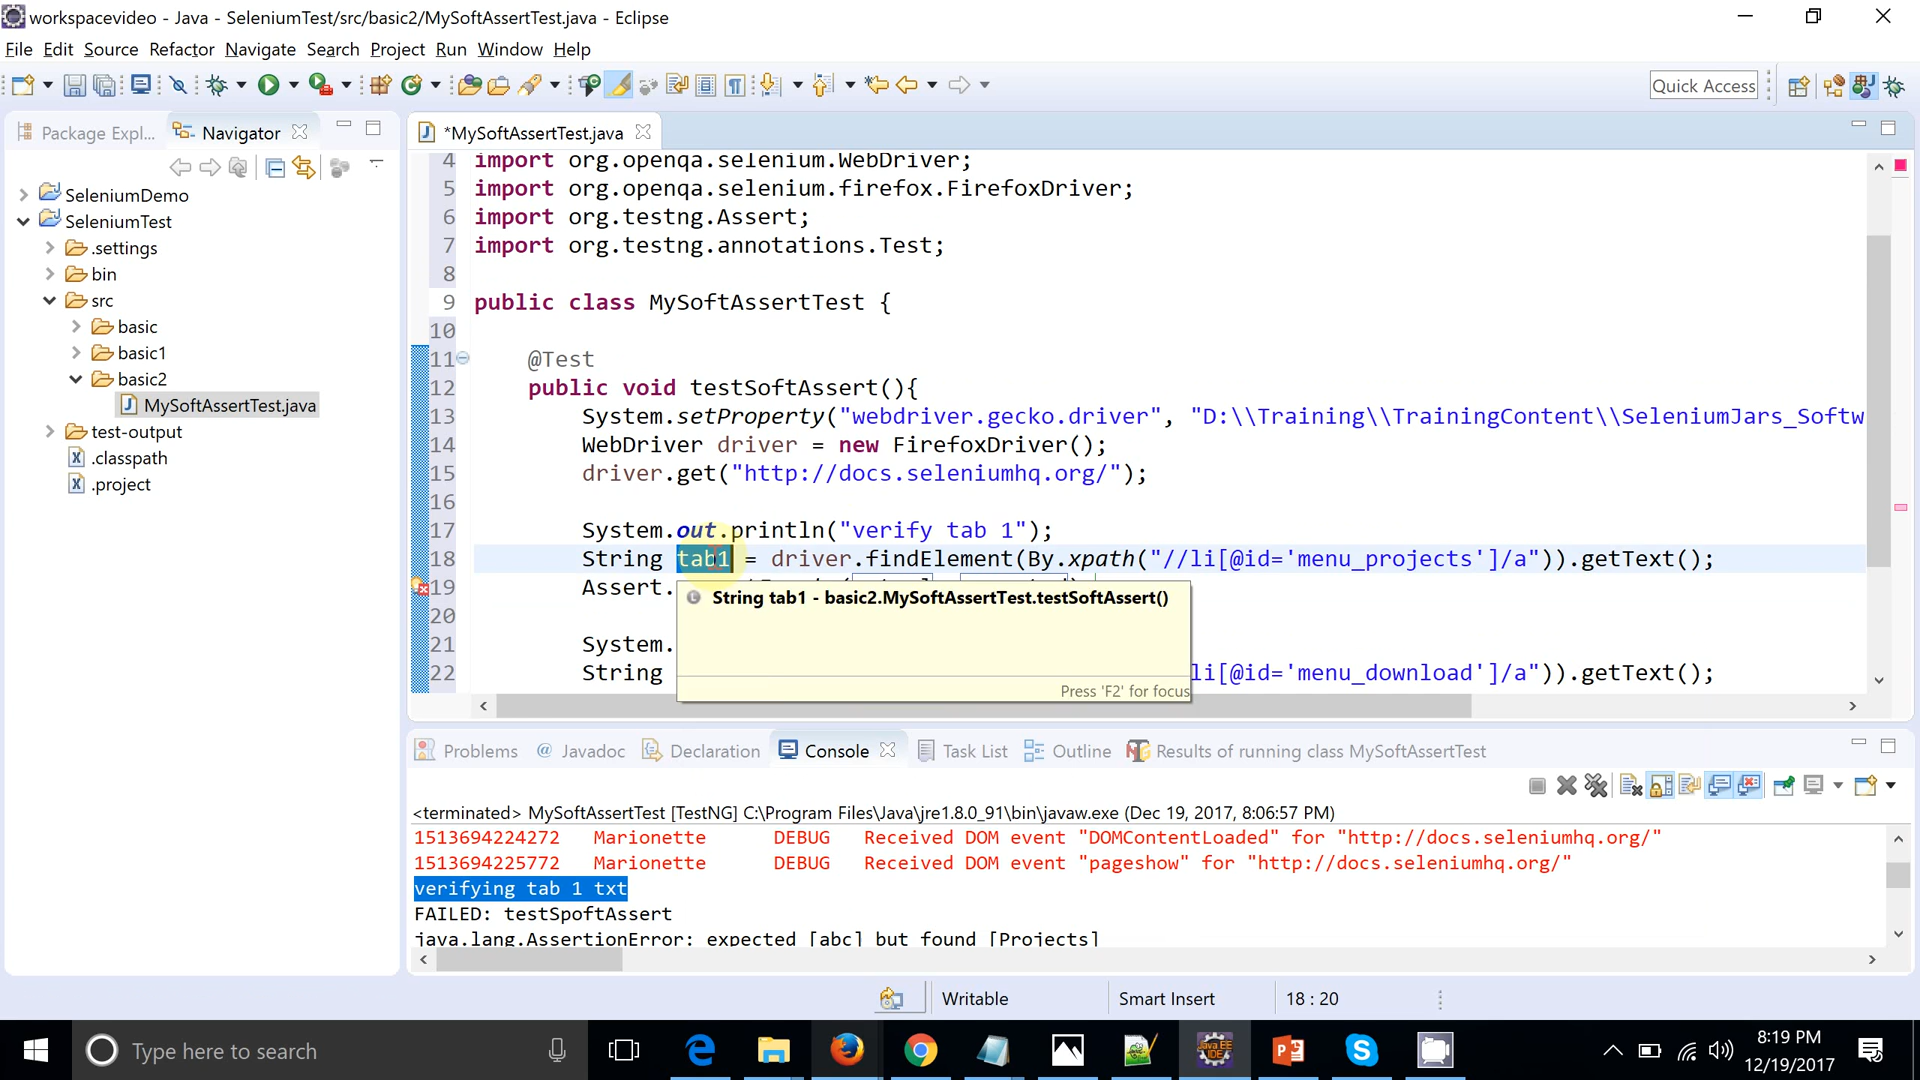 workspacevideo - Java - SeleniumTest/src/basic2/MySoftAssertTest.java - Eclipse
File Edit Source Refactor Navigate Search Project Run Window Help
Quick Access
Package Expl... Navigator
*MySoftAssertTest.java
SeleniumDemo
SeleniumTest
.settings
bin
src
basic
basic1
basic2
MySoftAssertTest.java
test-output
.classpath
.project
4 import org.openqa.selenium.WebDriver;
5 import org.openqa.selenium.firefox.FirefoxDriver;
6 import org.testng.Assert;
7 import org.testng.annotations.Test;
8
9 public class MySoftAssertTest {
10
11 @Test
12 public void testSoftAssert(){
13 System.setProperty("webdriver.gecko.driver", "D:\\Training\\TrainingContent\\SeleniumJars_Softw
14 WebDriver driver = new FirefoxDriver();
15 driver.get("http://docs.seleniumhq.org/");
16
17 System.out.println("verify tab 1");
18 String tab1 = driver.findElement(By.xpath("//li[@id='menu_projects']/a")).getText();
19 Assert.
20
21 System.
22 String li[@id='menu_download']/a")).getText();
String tab1 - basic2.MySoftAssertTest.testSoftAssert()
Press 'F2' for focus
Problems Javadoc Declaration Console Task List Outline Results of running class MySoftAssertTest
<terminated> MySoftAssertTest [TestNG] C:\Program Files\Java\jre1.8.0_91\bin\javaw.exe (Dec 19, 2017, 8:06:57 PM)
1513694224272 Marionette DEBUG Received DOM event "DOMContentLoaded" for "http://docs.seleniumhq.org/"
1513694225772 Marionette DEBUG Received DOM event "pageshow" for "http://docs.seleniumhq.org/"
verifying tab 1 txt
FAILED: testSpoftAssert
java.lang.AssertionError: expected [abc] but found [Projects]
Writable Smart Insert 18 : 20
Type here to search
Java EE
IDE
8:19 PM
12/19/2017